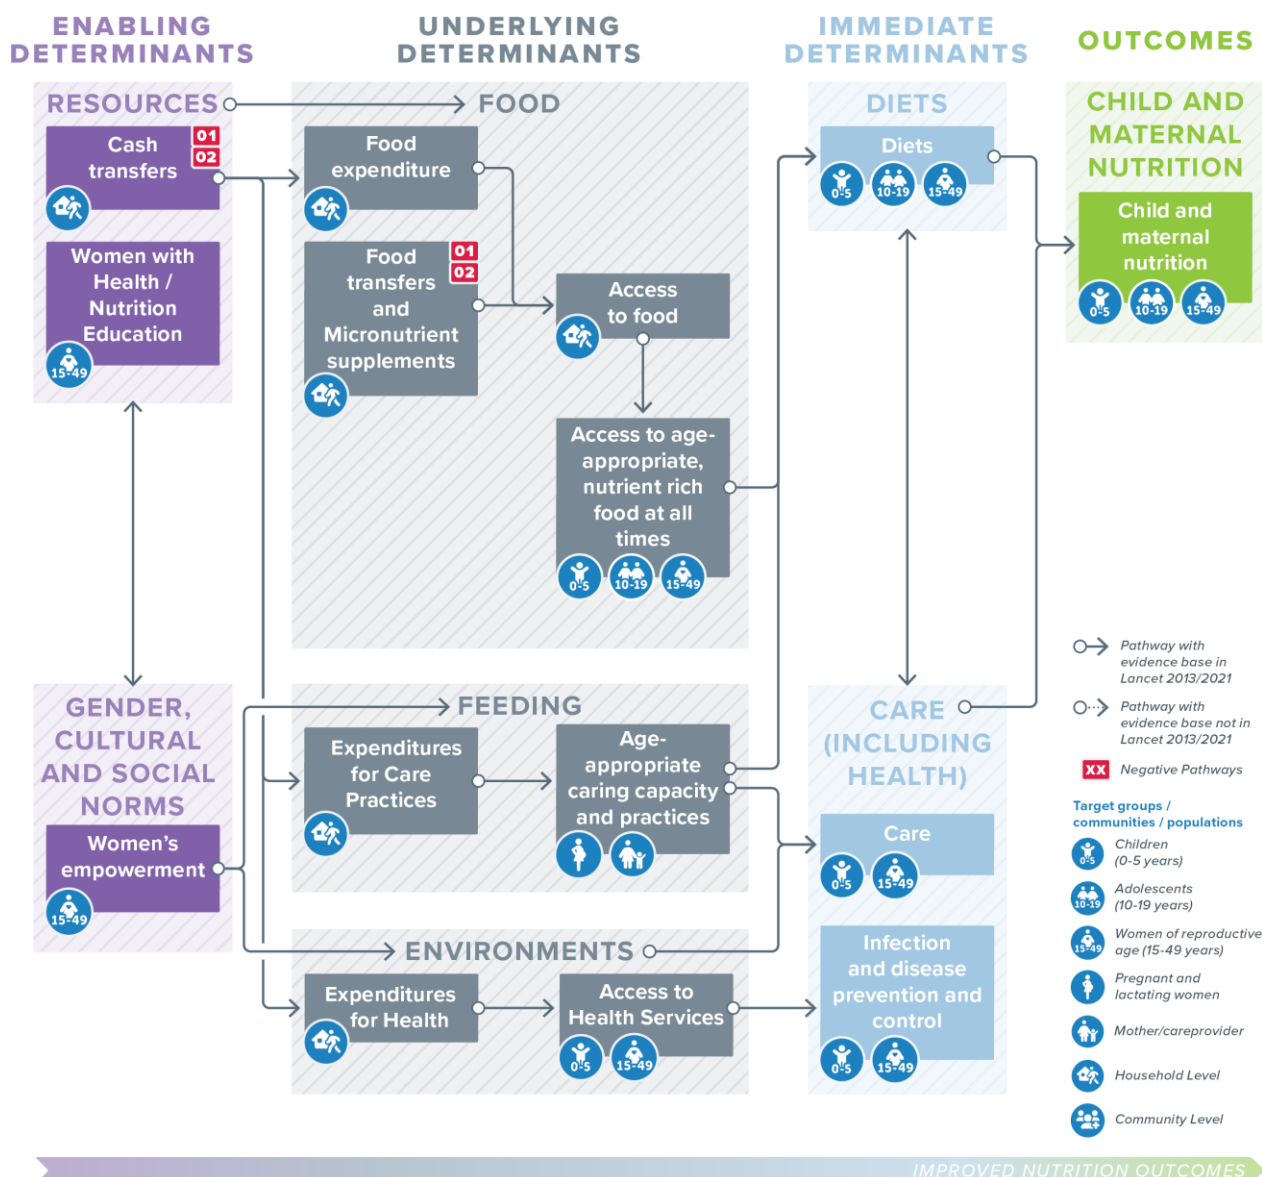 ENABLING
DETERMINANTS
UNDERLYING
DETERMINANTS
IMMEDIATE
DETERMINANTS
OUTCOMES
RESOURCES
Cash
transfers
01
02
Women with
Health /
Nutrition
Education
15-49
FOOD
Food
expenditure
Food
transfers
and
Micronutrient
supplements
01
02
Access
to food
Access to age-
appropriate,
nutrient rich
food at all
times
0-5
10-19
15-49
DIETS
Diets
0-5
10-19
15-49
CHILD AND
MATERNAL
NUTRITION
Child and
maternal
nutrition
0-5
10-19
15-49
GENDER,
CULTURAL
AND SOCIAL
NORMS
Women's
empowerment
15-49
FEEDING
Expenditures
for Care
Practices
Age-
appropriate
caring capacity
and practices
ENVIRONMENTS
Expenditures
for Health
Access to
Health Services
0-5
15-49
CARE
(INCLUDING
HEALTH)
Care
0-5
15-49
Infection
and disease
prevention and
control
0-5
15-49
Pathway with
evidence base in
Lancet 2013/2021
Pathway with
evidence base not in
Lancet 2013/2021
XX
Negative Pathways
Target groups /
communities / populations
0-5
Children
(0-5 years)
10-19
Adolescents
(10-19 years)
15-49
Women of reproductive
age (15-49 years)
Pregnant and
lactating women
Mother/careprovider
Household Level
Community Level
IMPROVED NUTRITION OUTCOMES